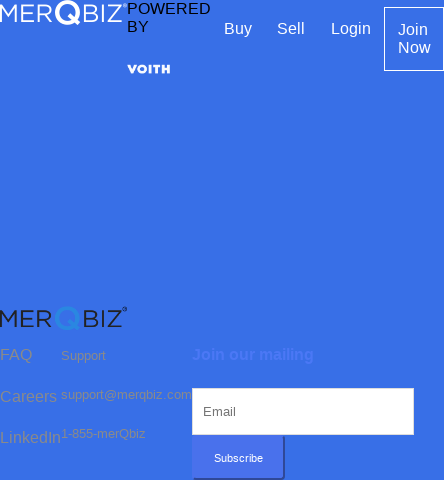 MERQBIZ®
POWERED
BY
VOITH
Buy
Sell
Login
Join
Now
MERQBIZ®
FAQ
Careers
LinkedIn
Support
support@merqbiz.com
1-855-merQbiz
Join our mailing
Email
Subscribe